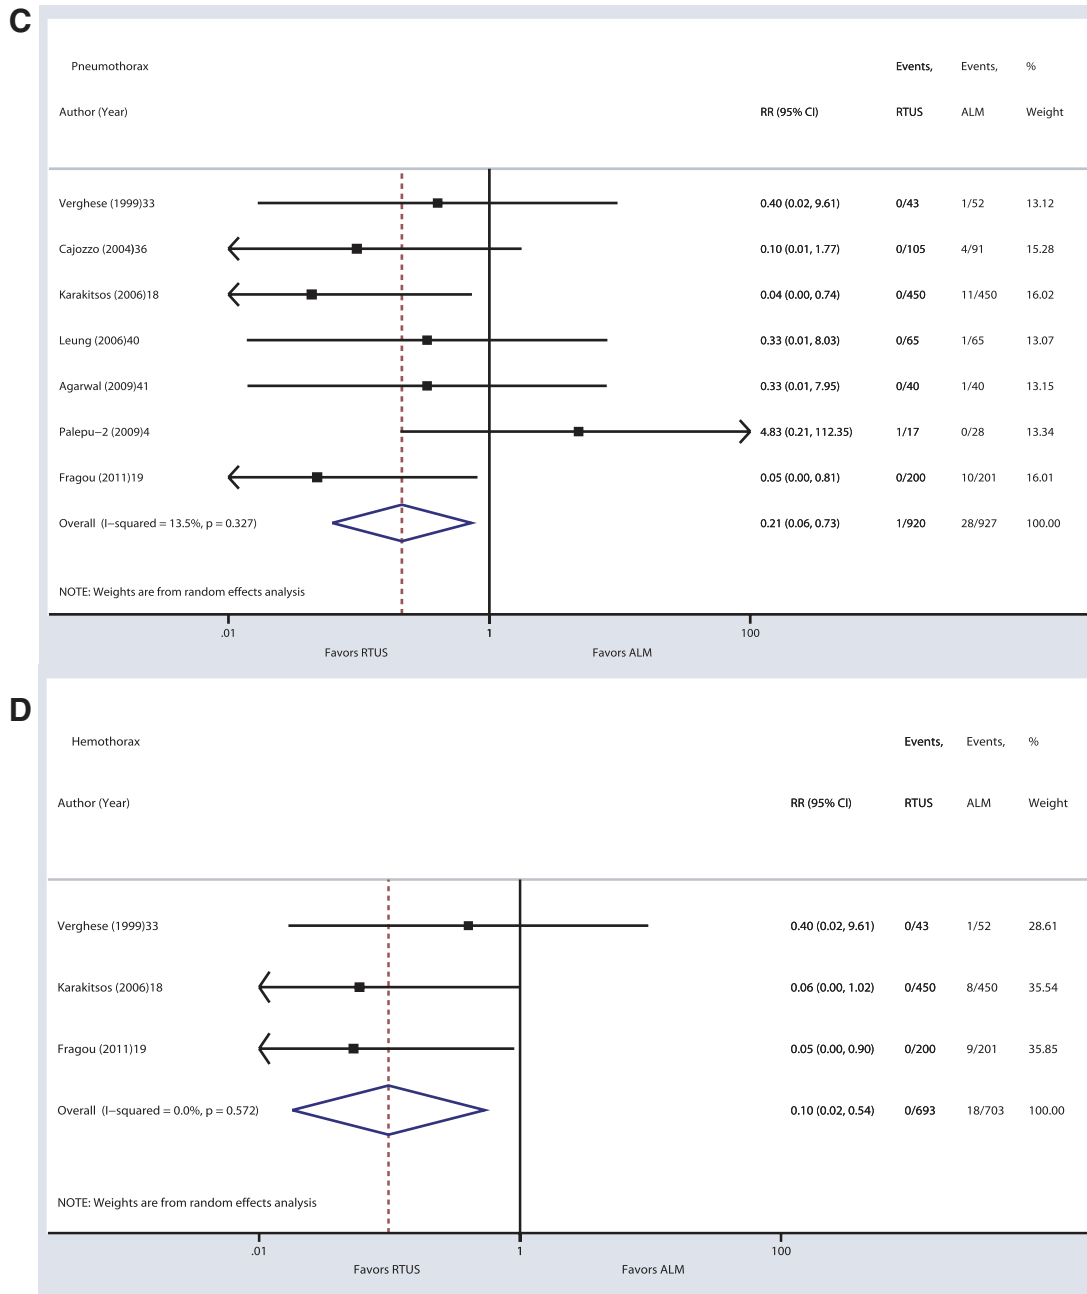 C
Pneumothorax Events, Events, %
Author (Year) RR (95% CI) RTUS ALM Weight
Verghese (1999)33 0.40 (0.02, 9.61) 0/43 1/52 13.12
Cajozzo (2004)36 0.10 (0.01, 1.77) 0/105 4/91 15.28
Karakitsos (2006)18 0.04 (0.00, 0.74) 0/450 11/450 16.02
Leung (2006)40 0.33 (0.01, 8.03) 0/65 1/65 13.07
Agarwal (2009)41 0.33 (0.01, 7.95) 0/40 1/40 13.15
Palepu−2 (2009)4 4.83 (0.21, 112.35) 1/17 0/28 13.34
Fragou (2011)19 0.05 (0.00, 0.81) 0/200 10/201 16.01
Overall (I−squared = 13.5%, p = 0.327) 0.21 (0.06, 0.73) 1/920 28/927 100.00
NOTE: Weights are from random effects analysis
.01 1 100
Favors RTUS Favors ALM
D
Hemothorax Events, Events, %
Author (Year) RR (95% CI) RTUS ALM Weight
Verghese (1999)33 0.40 (0.02, 9.61) 0/43 1/52 28.61
Karakitsos (2006)18 0.06 (0.00, 1.02) 0/450 8/450 35.54
Fragou (2011)19 0.05 (0.00, 0.90) 0/200 9/201 35.85
Overall (I−squared = 0.0%, p = 0.572) 0.10 (0.02, 0.54) 0/693 18/703 100.00
NOTE: Weights are from random effects analysis
.01 1 100
Favors RTUS Favors ALM